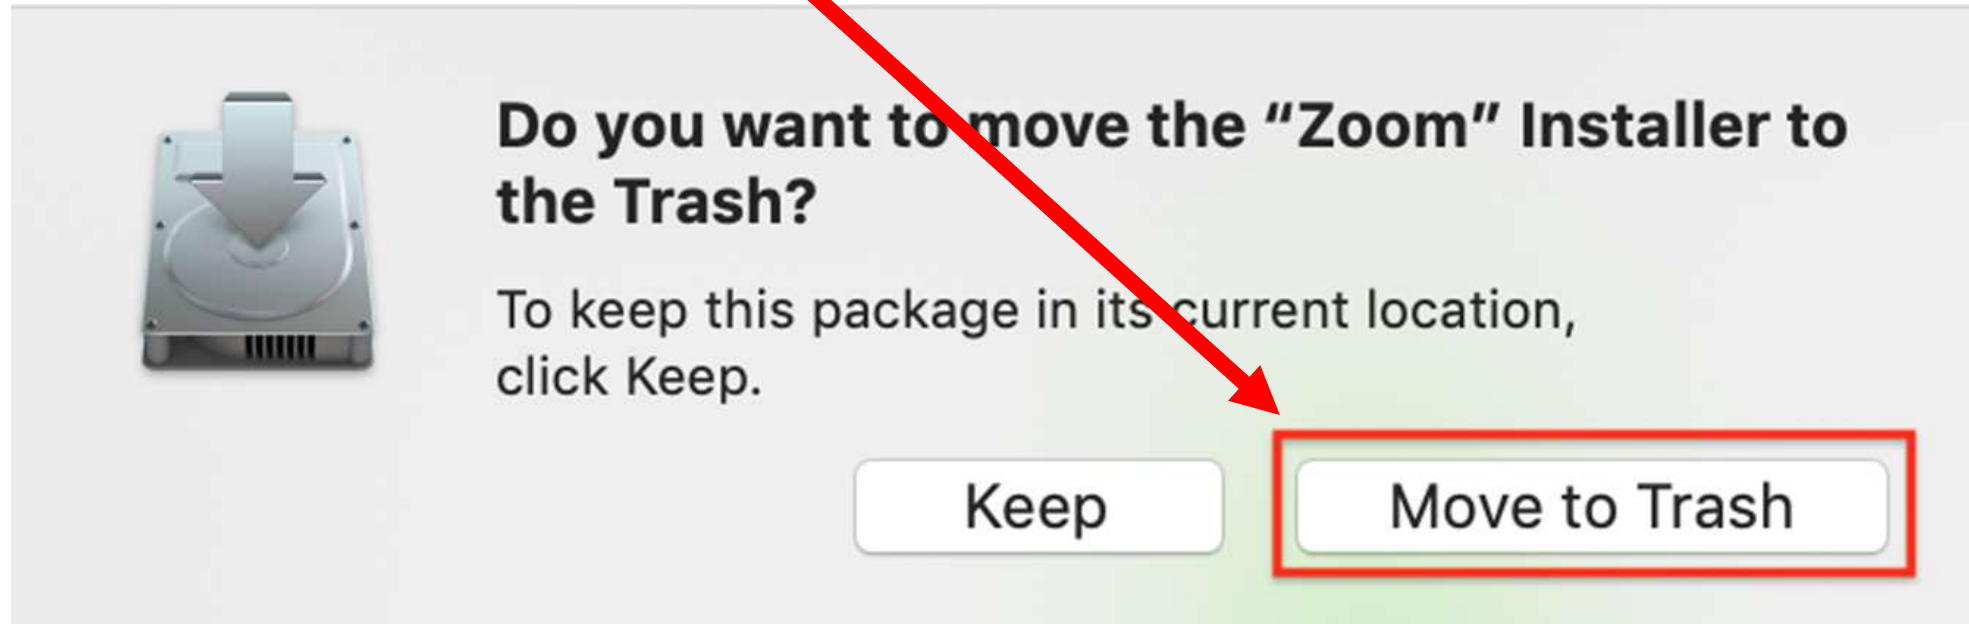 Do you want to move the “Zoom” Installer to
the Trash?
To keep this package in its current location,
click Keep.
Keep
Move to Trash